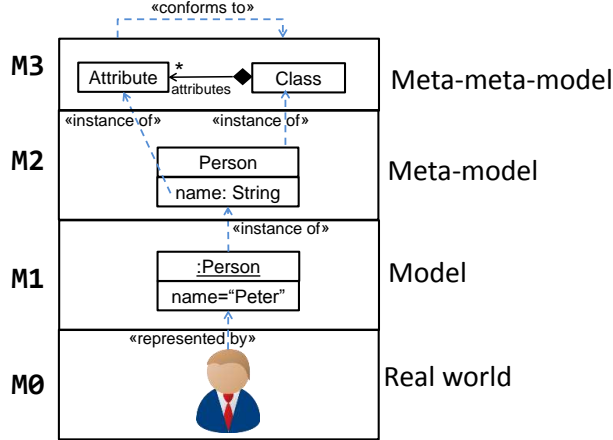 «conforms to»
M3
Attribute
*
attributes
Class
Meta-meta-model
«instance of»
«instance of»
M2
Person
name: String
Meta-model
«instance of»
M1
:Person
name=“Peter”
Model
«represented by»
M0
Real world